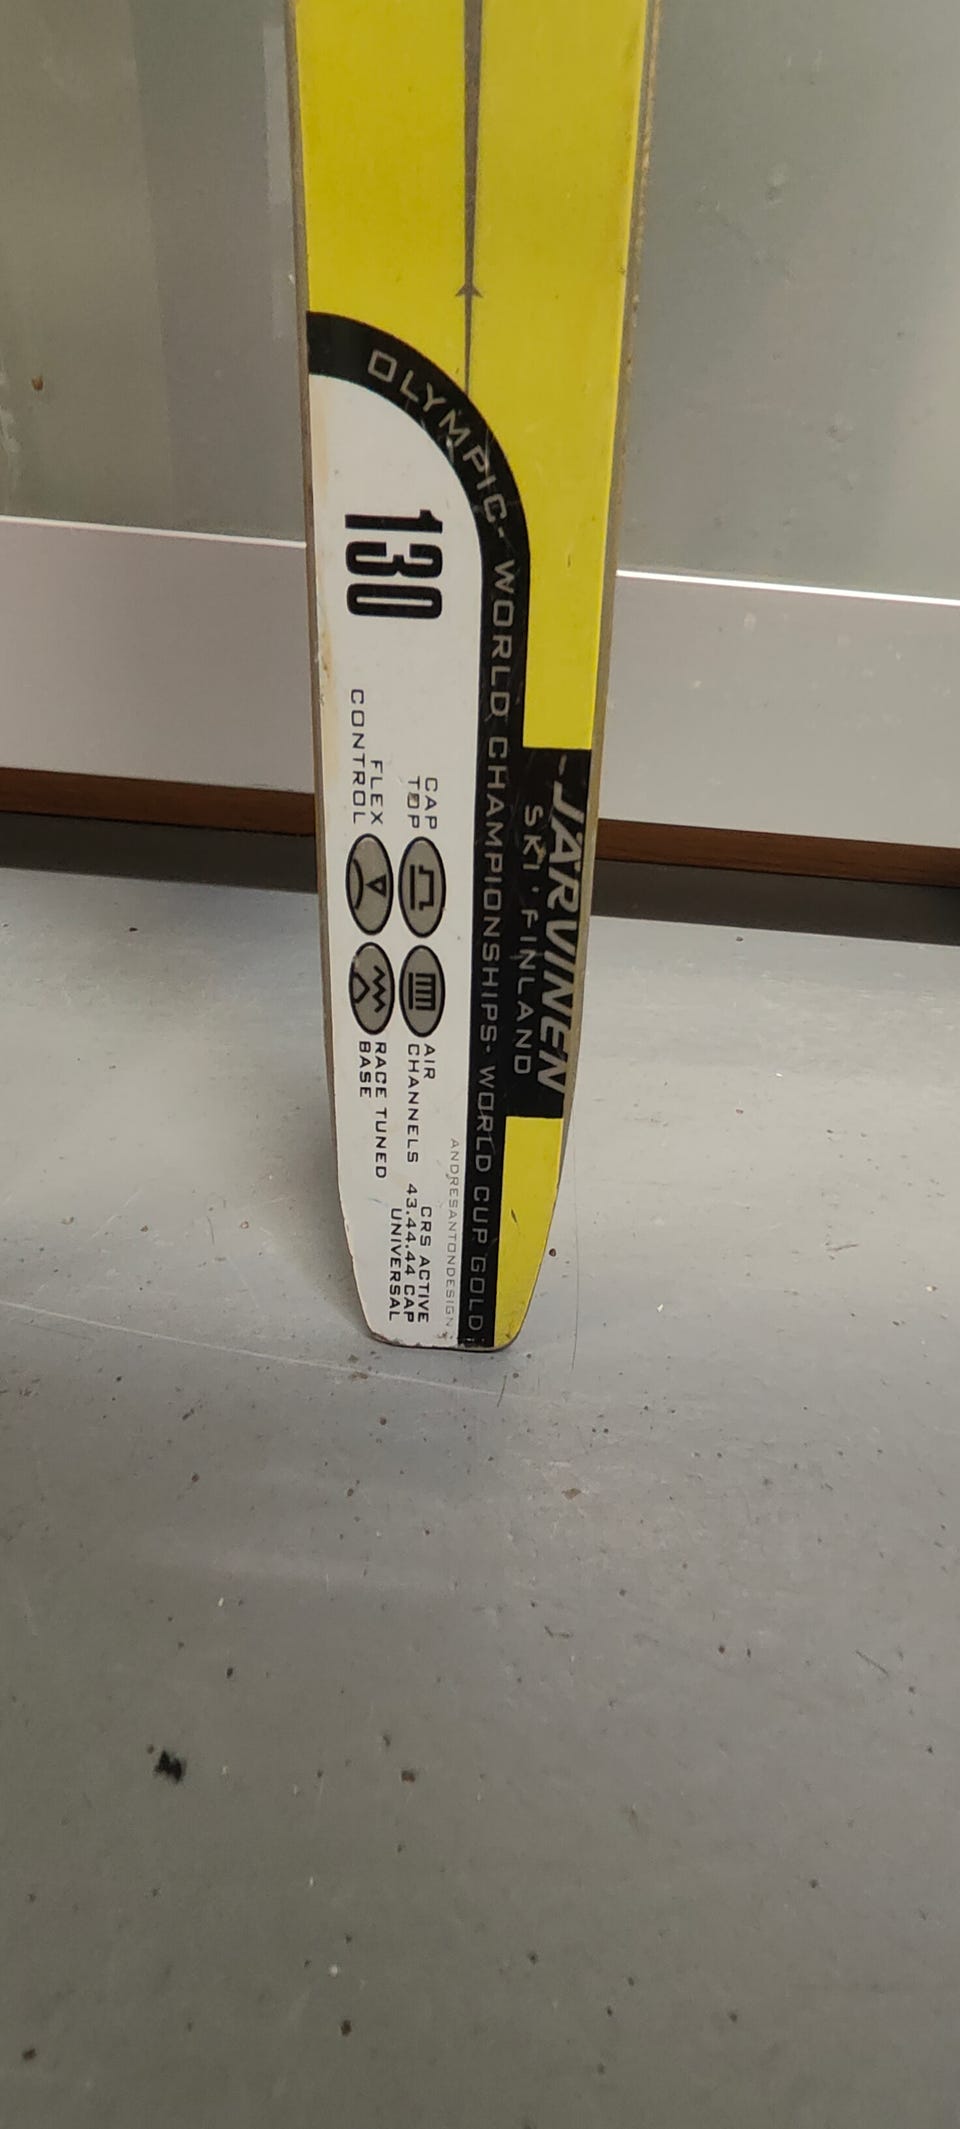 OLYMPIC- WORLD CHAMPIONSHIPS- WORLD CUP GOLD
JÄRVINEN
SKI · FINLAND
130
CAP
TOP
FLEX
CONTROL
AIR
CHANNELS
RACE TUNED
BASE
ANDRESANTONDESIGN
CRS ACTIVE
43.44.44 CAP
UNIVERSAL